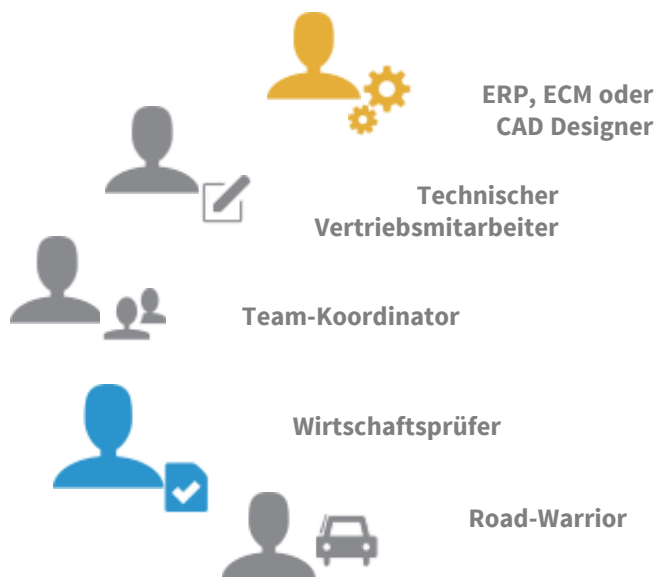 ERP, ECM oder
CAD Designer
Technischer
Vertriebsmitarbeiter
Team-Koordinator
Wirtschaftsprüfer
Road-Warrior